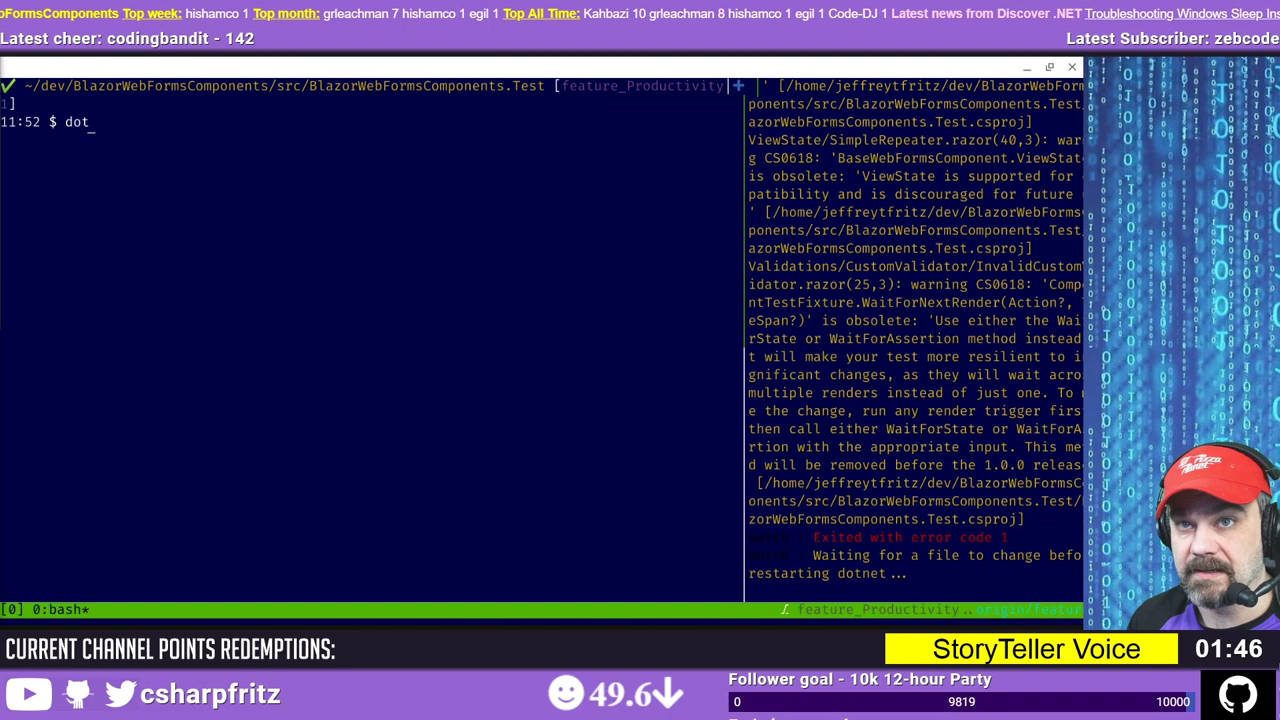 bFormsComponents Top week: hishamco 1 Top month: grleachman 7 hishamco 1 egil 1 Top All Time: Kahbazi 10 grleachman 8 hishamco 1 egil 1 Code-DJ 1 Latest news from Discover .NET Troubleshooting Windows Sleep Ins
Latest cheer: codingbandit - 142
Latest Subscriber: zebcode
✔ ~/dev/BlazorWebFormsComponents/src/BlazorWebFormsComponents.Test [feature_Productivity
1]
11:52 $ dot_
' [/home/jeffreytfritz/dev/BlazorWebForm
ponents/src/BlazorWebFormsComponents.Test/
azorWebFormsComponents.Test.csproj]
ViewState/SimpleRepeater.razor(40,3): warn
g CS0618: 'BaseWebFormsComponent.ViewState
is obsolete: 'ViewState is supported for
patibility and is discouraged for future
' [/home/jeffreytfritz/dev/BlazorWebForms
ponents/src/BlazorWebFormsComponents.Test/
azorWebFormsComponents.Test.csproj]
Validations/CustomValidator/InvalidCustom
idator.razor(25,3): warning CS0618: 'Comp
ntTestFixture.WaitForNextRender(Action?,
eSpan?)' is obsolete: 'Use either the Wai
rState or WaitForAssertion method instead
t will make your test more resilient to i
gnificant changes, as they will wait acro
multiple renders instead of just one. To m
e the change, run any render trigger firs
then call either WaitForState or WaitForA
rtion with the appropriate input. This me
d will be removed before the 1.0.0 releas
[/home/jeffreytfritz/dev/BlazorWebFormsC
onents/src/BlazorWebFormsComponents.Test/
zorWebFormsComponents.Test.csproj]
watch : Exited with error code 1
watch : Waiting for a file to change befo
restarting dotnet...
[0] 0:bash*
feature_Productivity..origin/featur
CURRENT CHANNEL POINTS REDEMPTIONS:
StoryTeller Voice
01:46
csharpfritz
49.6
Follower goal - 10k 12-hour Party
0
9819
10000